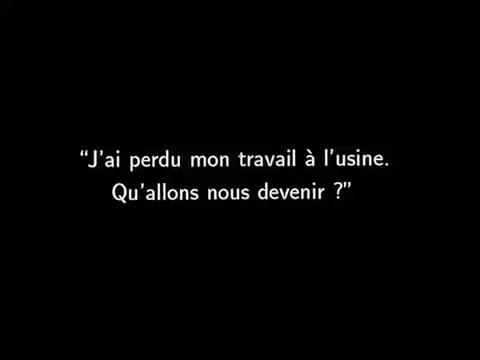 “J'ai perdu mon travail à l'usine.
Qu'allons nous devenir ?”